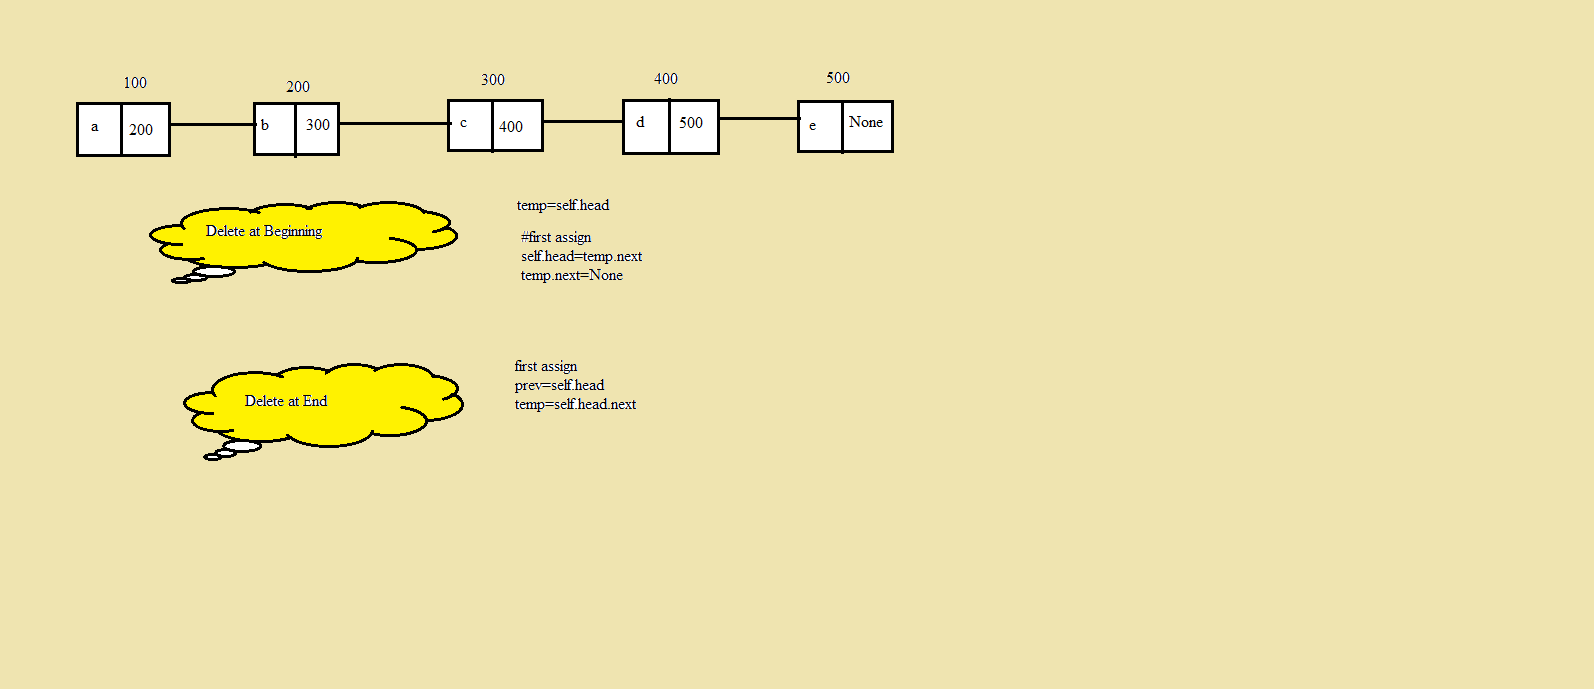 100
200
300
400
500
a 200
b 300
c 400
d 500
e None
Delete at Beginning
temp=self.head
#first assign
self.head=temp.next
temp.next=None
Delete at End
first assign
prev=self.head
temp=self.head.next